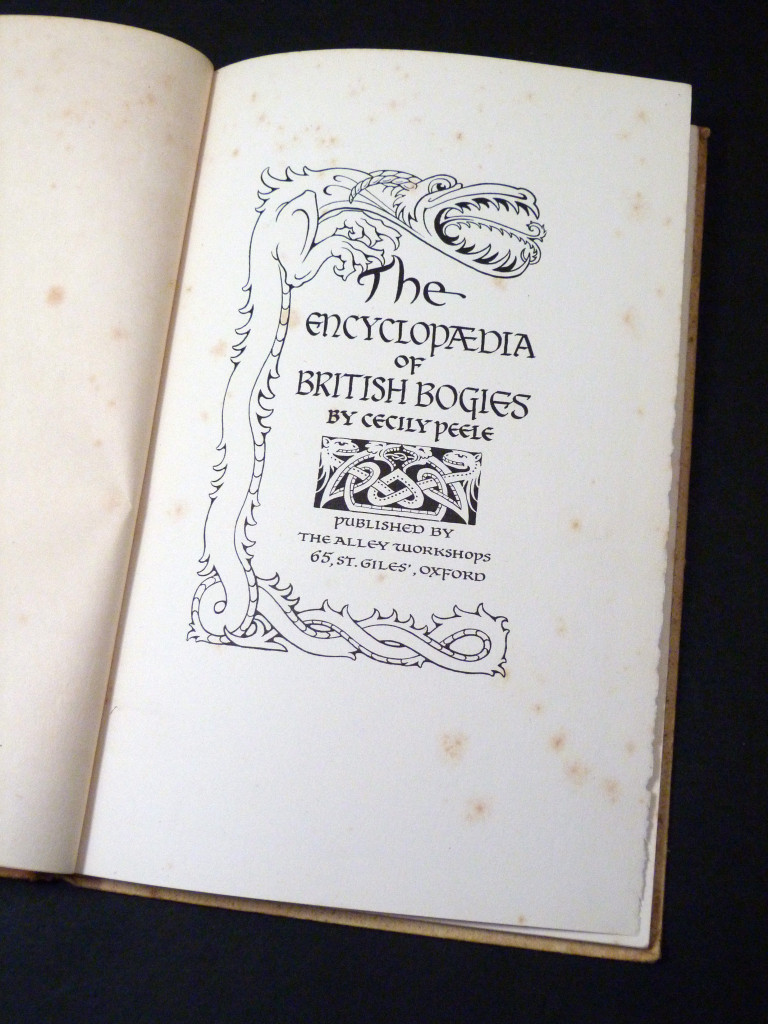 The
ENCYCLOPÆDIA
OF
BRITISH BOGIES
BY CECILY PEELE
PUBLISHED BY
THE ALLEY WORKSHOPS
65, ST. GILES', OXFORD